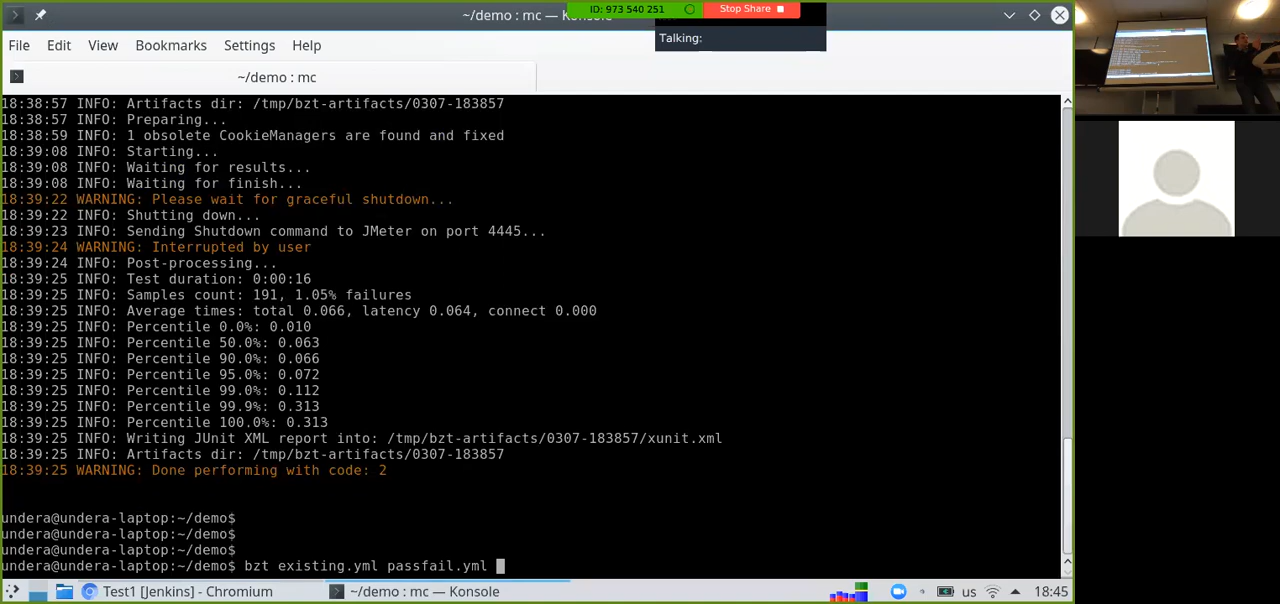 ~/demo : mc — Konsole
ID: 973 540 251
Stop Share
Talking:
File Edit View Bookmarks Settings Help
~/demo : mc
18:38:57 INFO: Artifacts dir: /tmp/bzt-artifacts/0307-183857
18:38:57 INFO: Preparing...
18:38:59 INFO: 1 obsolete CookieManagers are found and fixed
18:39:08 INFO: Starting...
18:39:08 INFO: Waiting for results...
18:39:08 INFO: Waiting for finish...
18:39:22 WARNING: Please wait for graceful shutdown...
18:39:22 INFO: Shutting down...
18:39:23 INFO: Sending Shutdown command to JMeter on port 4445...
18:39:24 WARNING: Interrupted by user
18:39:24 INFO: Post-processing...
18:39:25 INFO: Test duration: 0:00:16
18:39:25 INFO: Samples count: 191, 1.05% failures
18:39:25 INFO: Average times: total 0.066, latency 0.064, connect 0.000
18:39:25 INFO: Percentile 0.0%: 0.010
18:39:25 INFO: Percentile 50.0%: 0.063
18:39:25 INFO: Percentile 90.0%: 0.066
18:39:25 INFO: Percentile 95.0%: 0.072
18:39:25 INFO: Percentile 99.0%: 0.112
18:39:25 INFO: Percentile 99.9%: 0.313
18:39:25 INFO: Percentile 100.0%: 0.313
18:39:25 INFO: Writing JUnit XML report into: /tmp/bzt-artifacts/0307-183857/xunit.xml
18:39:25 INFO: Artifacts dir: /tmp/bzt-artifacts/0307-183857
18:39:25 WARNING: Done performing with code: 2
undera@undera-laptop:~/demo$
undera@undera-laptop:~/demo$
undera@undera-laptop:~/demo$
undera@undera-laptop:~/demo$ bzt existing.yml passfail.yml
Test1 [Jenkins] - Chromium
~/demo : mc — Konsole
us
18:45